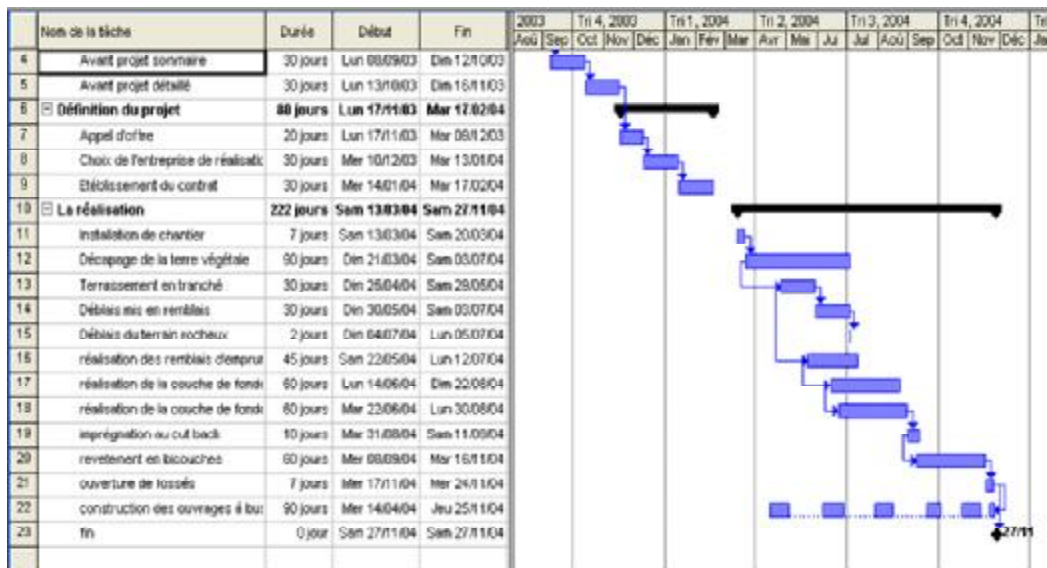 Nom de la tâche Durée Début Fin 2003 Tri 4, 2003 Tri 1, 2004 Tri 2, 2004 Tri 3, 2004 Tri 4, 2004 Tri
Aoû Sep Oct Nov Déc Jan Fév Mar Avr Mai Ju Jul Aoû Sep Oct Nov Déc Ja
4 Avant projet sommaire 30 jours Lun 08/09/03 Dim 12/10/03
5 Avant projet détaillé 30 jours Lun 13/10/03 Dim 16/11/03
6 Définition du projet 80 jours Lun 17/11/03 Mar 17/02/04
7 Appel d'offre 20 jours Lun 17/11/03 Mar 09/12/03
8 Choix de l'entreprise de réalisatic 30 jours Mer 10/12/03 Mar 13/01/04
9 Etablissement du contrat 30 jours Mer 14/01/04 Mar 17/02/04
10 La réalisation 222 jours Sam 13/03/04 Sam 27/11/04
11 Installation de chantier 7 jours Sam 13/03/04 Sam 20/03/04
12 Décapage de la terre végétale 90 jours Dim 21/03/04 Sam 03/07/04
13 Terrassement en tranché 30 jours Dim 25/04/04 Sam 29/05/04
14 Déblais mis en remblais 30 jours Dim 30/05/04 Sam 03/07/04
15 Déblais du terrain rocheux 2 jours Dim 04/07/04 Lun 05/07/04
16 réalisation des remblais d'emprun 45 jours Sam 22/05/04 Lun 12/07/04
17 réalisation de la couche de fonda 60 jours Lun 14/06/04 Dim 22/08/04
18 réalisation de la couche de fonda 60 jours Mar 22/06/04 Lun 30/08/04
19 imprégnation au cut back 10 jours Mar 31/08/04 Sam 11/09/04
20 revetement en bicouches 60 jours Mer 08/09/04 Mar 16/11/04
21 ouverture de fossés 7 jours Mer 17/11/04 Mer 24/11/04
22 construction des ouvrages à bus 90 jours Mer 14/04/04 Jeu 25/11/04
23 fin 0 jour Sam 27/11/04 Sam 27/11/04 27/11